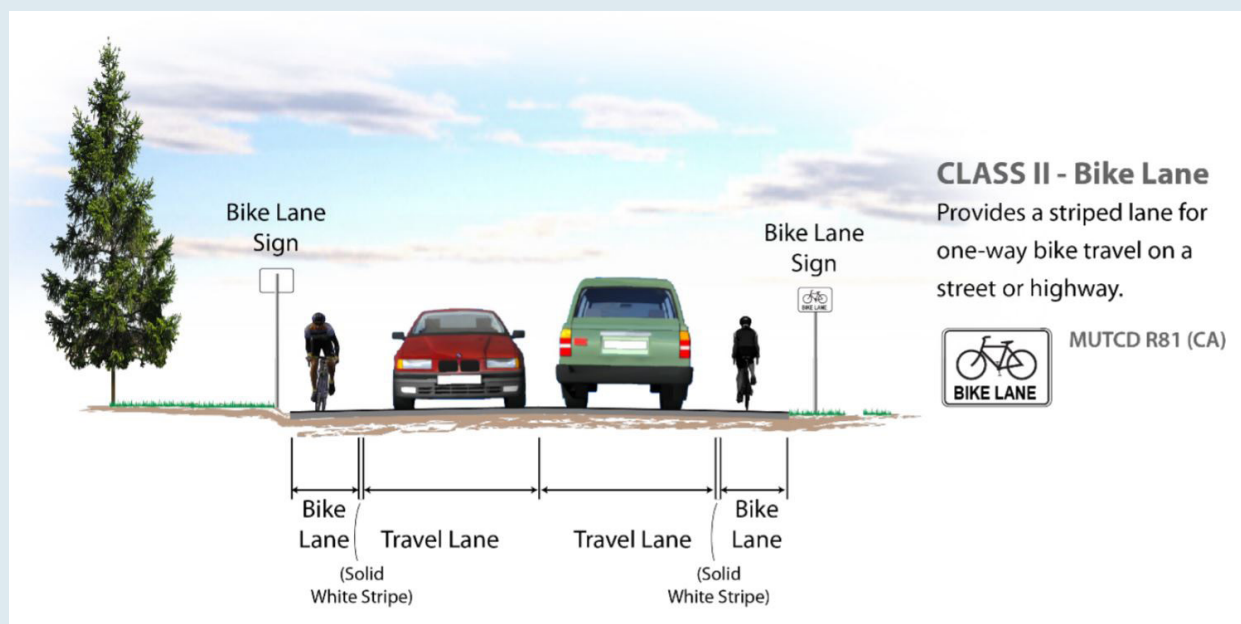 CLASS II - Bike Lane
Provides a striped lane for
one-way bike travel on a
street or highway.
BIKE LANE
MUTCD R81 (CA)
Bike Lane
Sign
Bike Lane
Sign
BIKE LANE
Bike
Lane
(Solid
White Stripe)
Travel Lane
Travel Lane
(Solid
White Stripe)
Bike
Lane